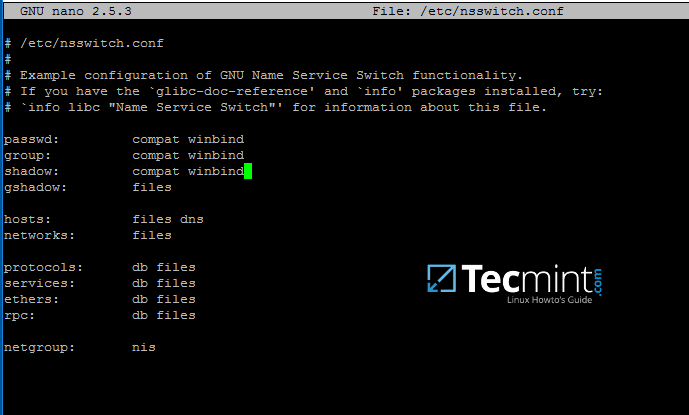 GNU nano 2.5.3 File: /etc/nsswitch.conf
# /etc/nsswitch.conf
#
# Example configuration of GNU Name Service Switch functionality.
# If you have the `glibc-doc-reference' and `info' packages installed, try:
# `info libc "Name Service Switch"' for information about this file.
passwd: compat winbind
group: compat winbind
shadow: compat winbind
gshadow: files
hosts: files dns
networks: files
protocols: db files
services: db files
ethers: db files
rpc: db files
netgroup: nis
Tecmint.com
Linux Howto's Guide